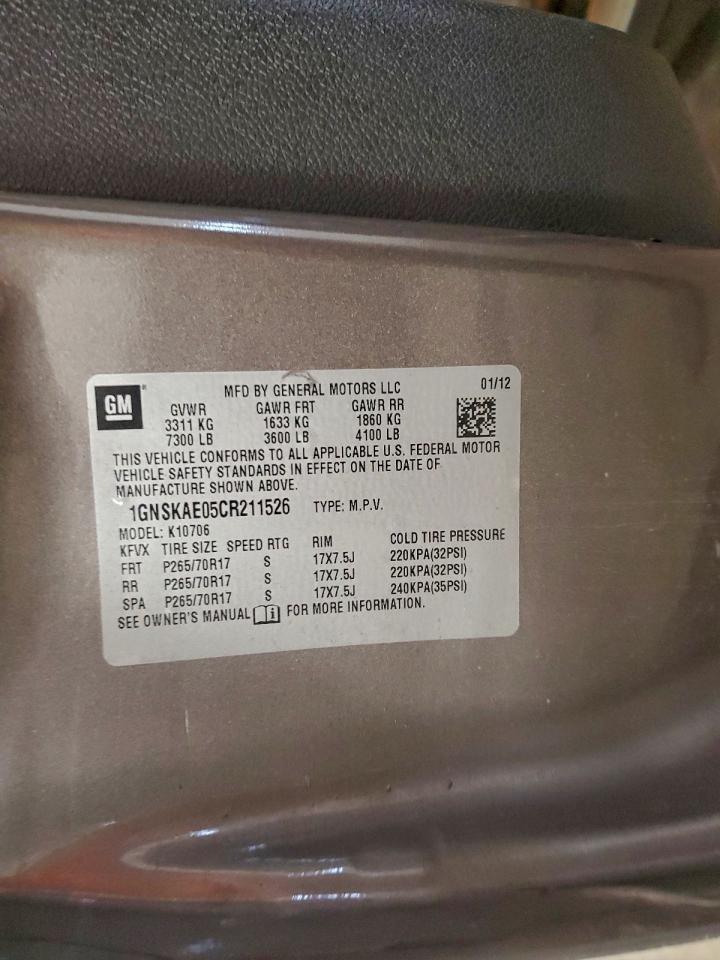 GM
MFD BY GENERAL MOTORS LLC 01/12
GVWR GAWR FRT GAWR RR
3311 KG 1633 KG 1860 KG
7300 LB 3600 LB 4100 LB
THIS VEHICLE CONFORMS TO ALL APPLICABLE U.S. FEDERAL MOTOR
VEHICLE SAFETY STANDARDS IN EFFECT ON THE DATE OF
MANUFACTURE SHOWN ABOVE.
1GNSKAE05CR211526 TYPE: M.P.V.
MODEL: K10706
KFVX TIRE SIZE SPEED RTG RIM COLD TIRE PRESSURE
FRT P265/70R17 S 17X7.5J 220KPA(32PSI)
RR P265/70R17 S 17X7.5J 220KPA(32PSI)
SPA P265/70R17 S 17X7.5J 240KPA(35PSI)
SEE OWNER'S MANUAL i FOR MORE INFORMATION.